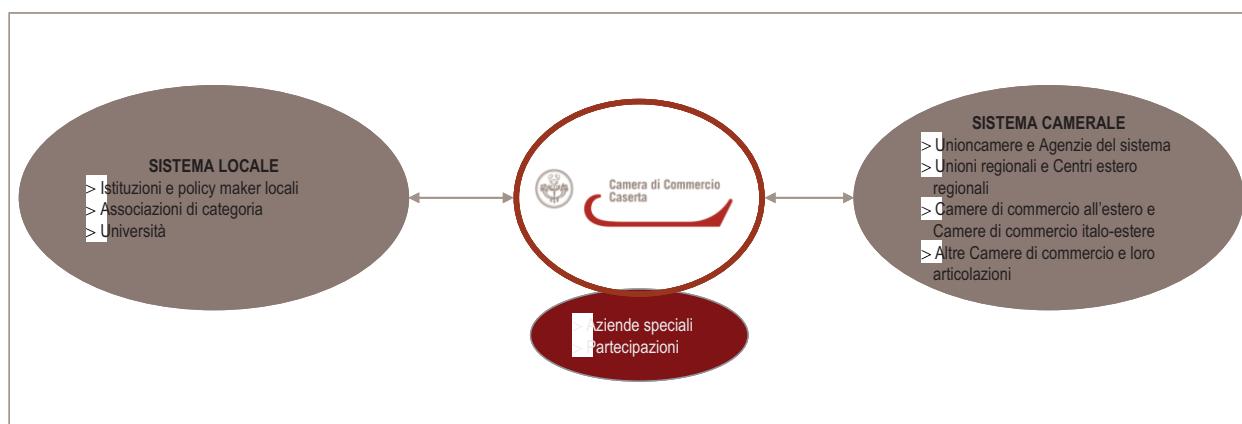 SISTEMA LOCALE
> Istituzioni e policy maker locali
> Associazioni di categoria
> Università
Camera di Commercio
Caserta
SISTEMA CAMERALE
> Unioncamere e Agenzie del sistema
> Unioni regionali e Centri estero
regionali
> Camere di commercio all'estero e
Camere di commercio italo-estere
> Altre Camere di commercio e loro
articolazioni
> Aziende speciali
> Partecipazioni